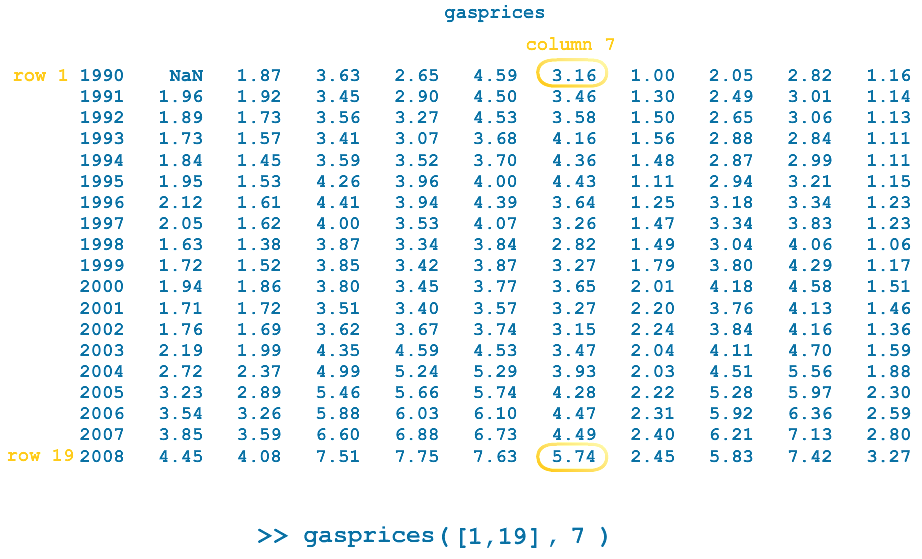 gasprices
column 7
row 1 1990 NaN 1.87 3.63 2.65 4.59 3.16 1.00 2.05 2.82 1.16
1991 1.96 1.92 3.45 2.90 4.50 3.46 1.30 2.49 3.01 1.14
1992 1.89 1.73 3.56 3.27 4.53 3.58 1.50 2.65 3.06 1.13
1993 1.73 1.57 3.41 3.07 3.68 4.16 1.56 2.88 2.84 1.11
1994 1.84 1.45 3.59 3.52 3.70 4.36 1.48 2.87 2.99 1.11
1995 1.95 1.53 4.26 3.96 4.00 4.43 1.11 2.94 3.21 1.15
1996 2.12 1.61 4.41 3.94 4.39 3.64 1.25 3.18 3.34 1.23
1997 2.05 1.62 4.00 3.53 4.07 3.26 1.47 3.34 3.83 1.23
1998 1.63 1.38 3.87 3.34 3.84 2.82 1.49 3.04 4.06 1.06
1999 1.72 1.52 3.85 3.42 3.87 3.27 1.79 3.80 4.29 1.17
2000 1.94 1.86 3.80 3.45 3.77 3.65 2.01 4.18 4.58 1.51
2001 1.71 1.72 3.51 3.40 3.57 3.27 2.20 3.76 4.13 1.46
2002 1.76 1.69 3.62 3.67 3.74 3.15 2.24 3.84 4.16 1.36
2003 2.19 1.99 4.35 4.59 4.53 3.47 2.04 4.11 4.70 1.59
2004 2.72 2.37 4.99 5.24 5.29 3.93 2.03 4.51 5.56 1.88
2005 3.23 2.89 5.46 5.66 5.74 4.28 2.22 5.28 5.97 2.30
2006 3.54 3.26 5.88 6.03 6.10 4.47 2.31 5.92 6.36 2.59
2007 3.85 3.59 6.60 6.88 6.73 4.49 2.40 6.21 7.13 2.80
row 19 2008 4.45 4.08 7.51 7.75 7.63 5.74 2.45 5.83 7.42 3.27
>> gasprices([1,19], 7 )